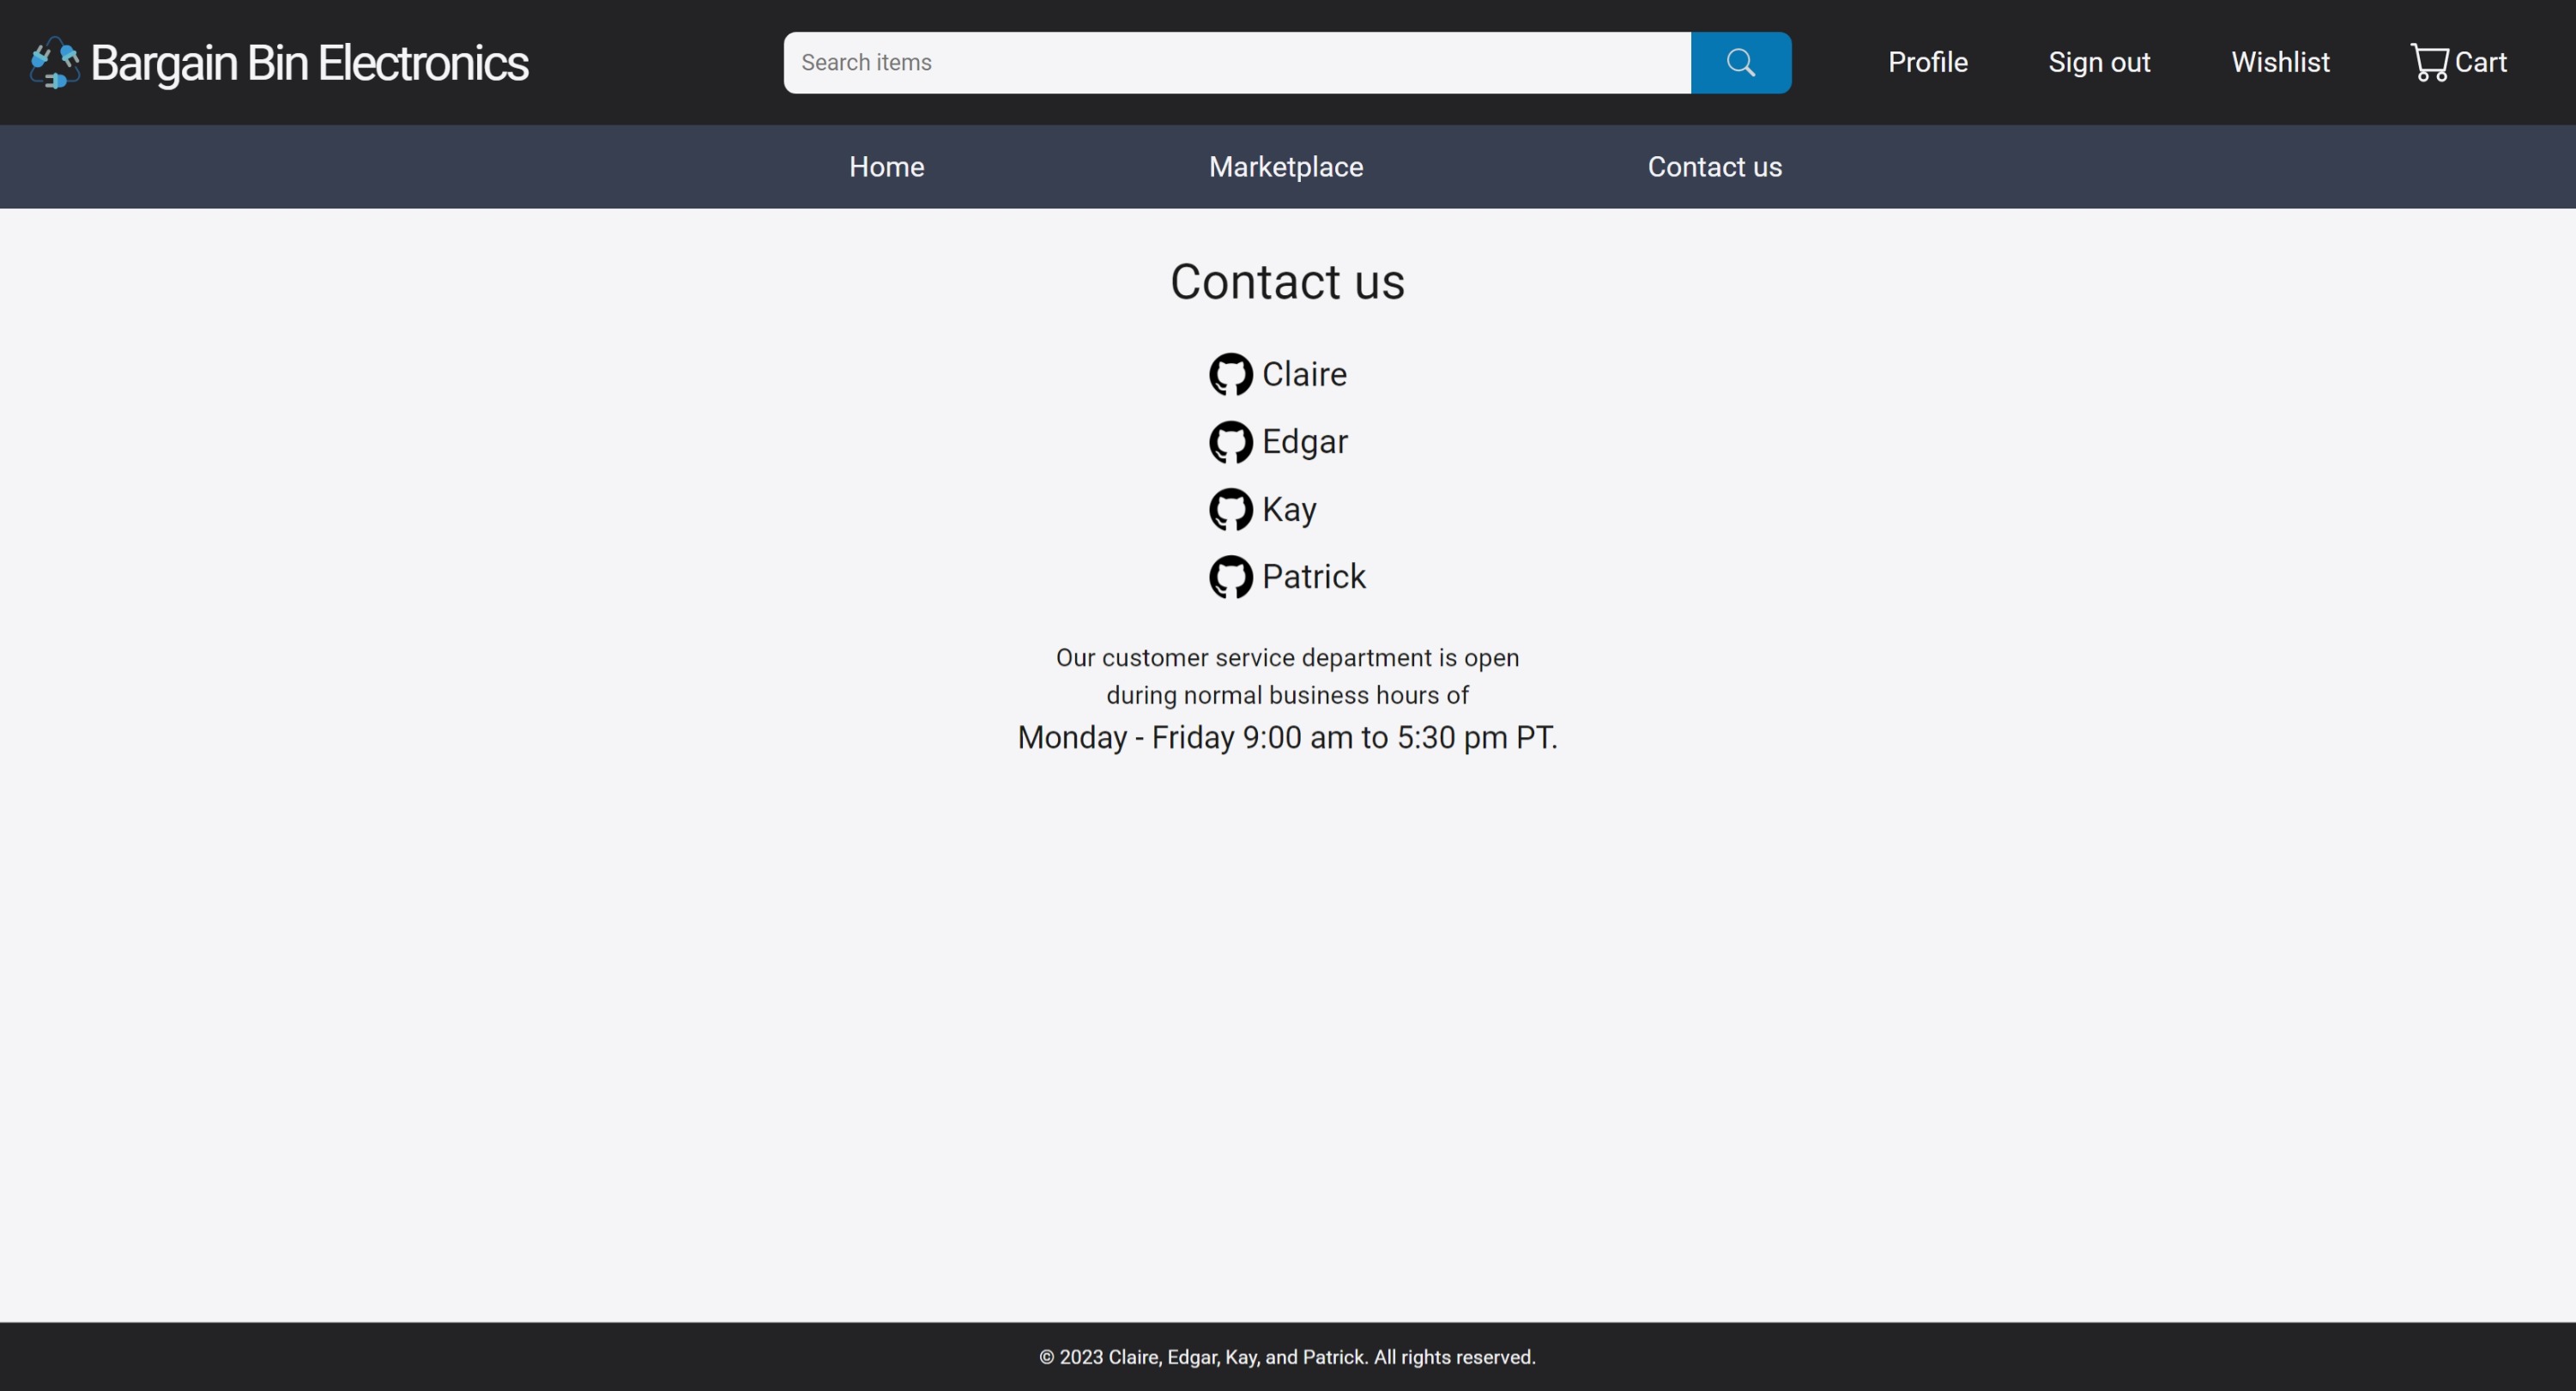 Bargain Bin Electronics
Search items
Profile
Sign out
Wishlist
Cart
Home
Marketplace
Contact us
Contact us
Claire
Edgar
Kay
Patrick
Our customer service department is open
during normal business hours of
Monday - Friday 9:00 am to 5:30 pm PT.
© 2023 Claire, Edgar, Kay, and Patrick. All rights reserved.